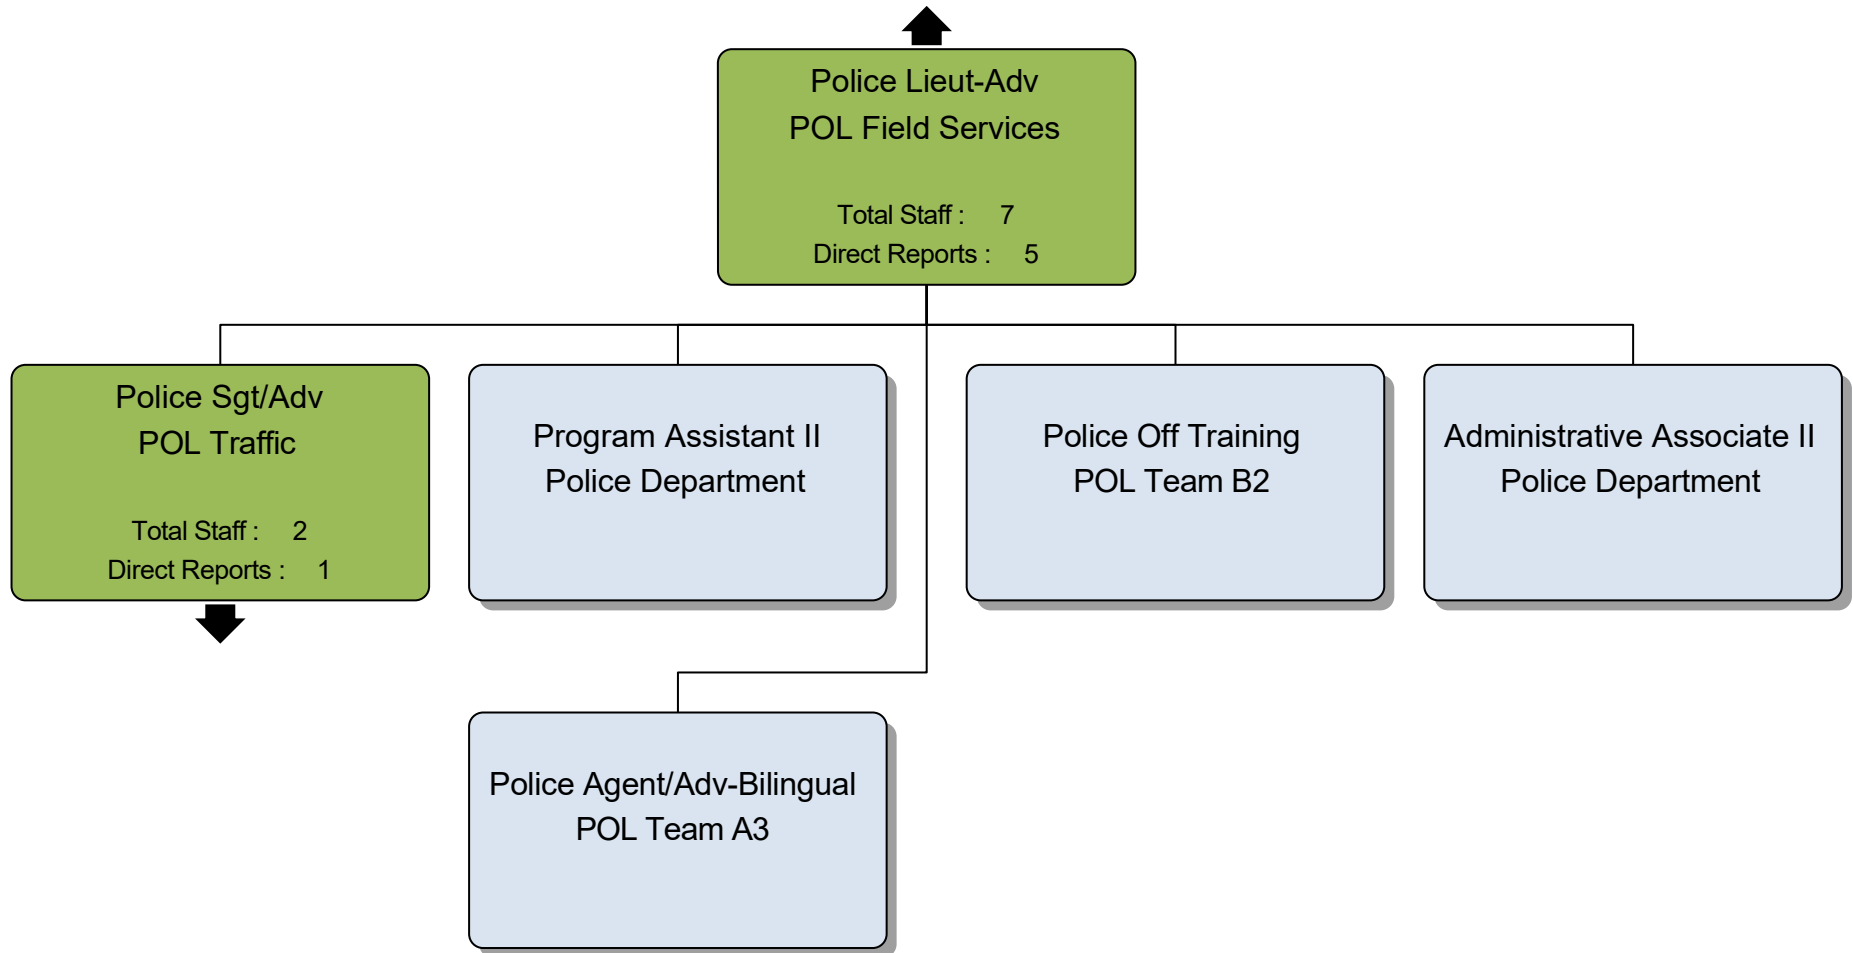 Police Lieut-Adv
POL Field Services
Total Staff : 7
Direct Reports : 5
Police Sgt/Adv
POL Traffic
Total Staff : 2
Direct Reports : 1
Program Assistant II
Police Department
Police Off Training
POL Team B2
Administrative Associate II
Police Department
Police Agent/Adv-Bilingual
POL Team A3